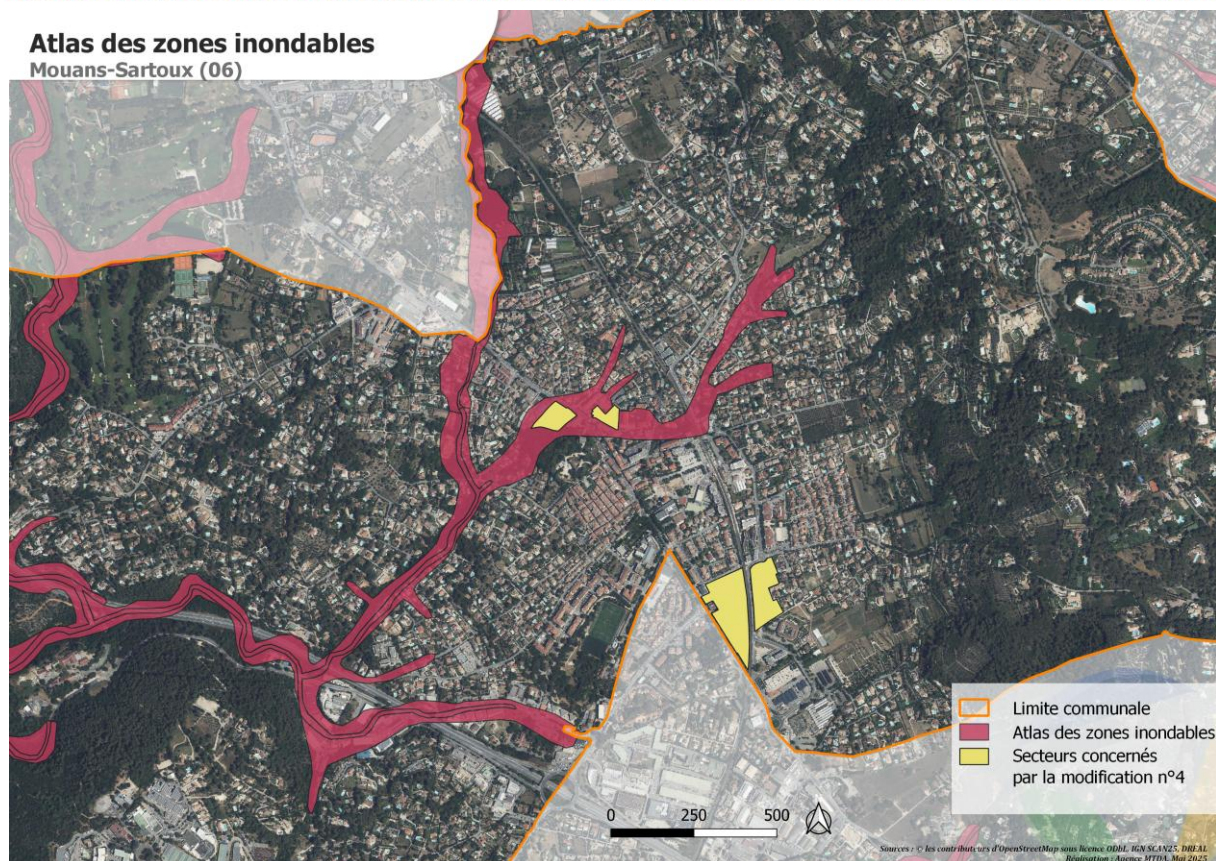 Atlas des zones inondables
Mouans-Sartoux (06)
Limite communale
Atlas des zones inondables
Secteurs concernés
par la modification n°4
0 250 500
Sources : © les contributeurs d'OpenStreetMap sous licence ODbL, IGN SCAN25, DREAL
Réalisation : Agence MTDA, Mai 2025